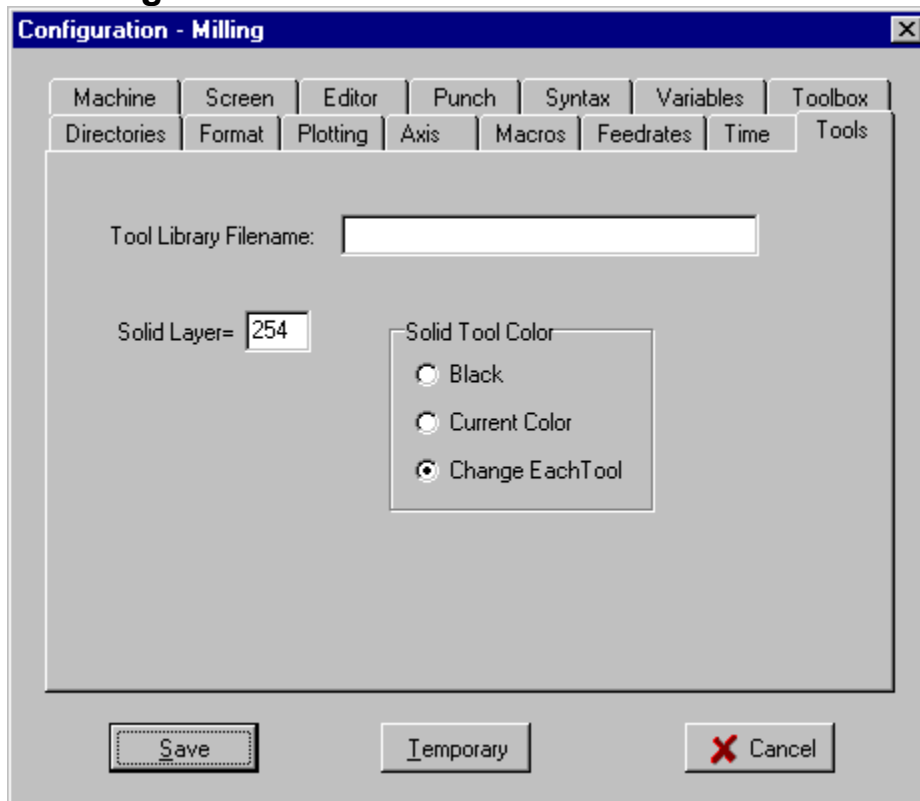 Configuration - Milling
Machine Screen Editor Punch Syntax Variables Toolbox
Directories Format Plotting Axis Macros Feedrates Time Tools
Tool Library Filename:
Solid Layer= 254
Solid Tool Color
Black
Current Color
Change EachTool
Save Temporary Cancel